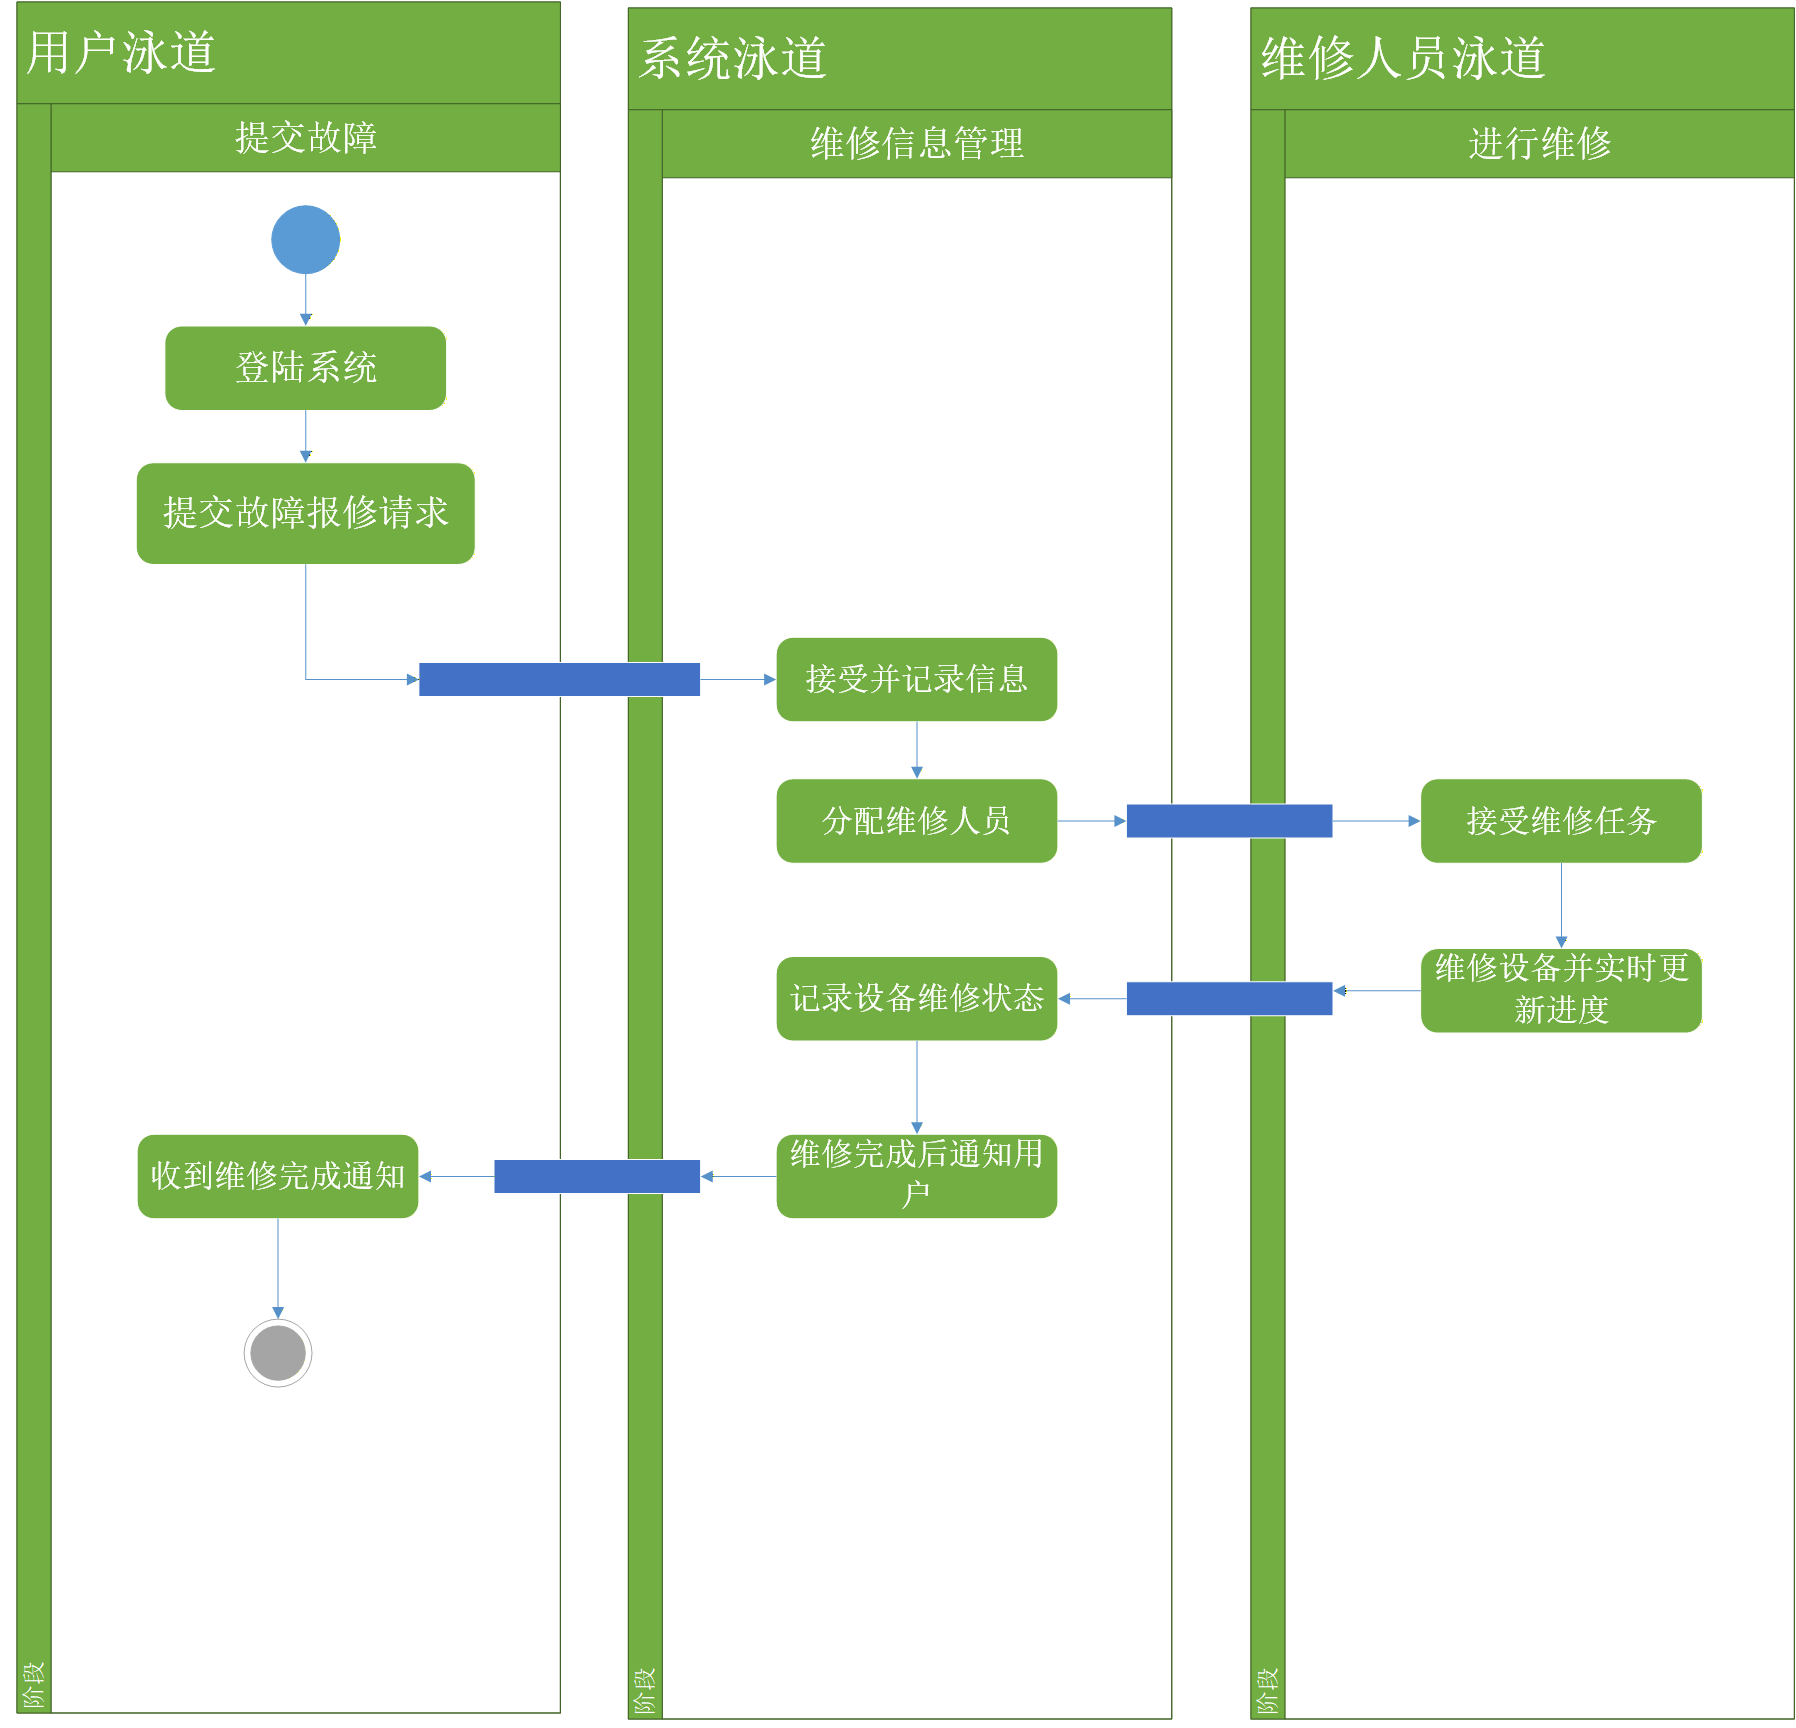 用户泳道
提交故障
登陆系统
提交故障报修请求
收到维修完成通知
阶段
系统泳道
维修信息管理
接受并记录信息
分配维修人员
记录设备维修状态
维修完成后通知用
户
阶段
维修人员泳道
进行维修
接受维修任务
维修设备并实时更
新进度
阶段